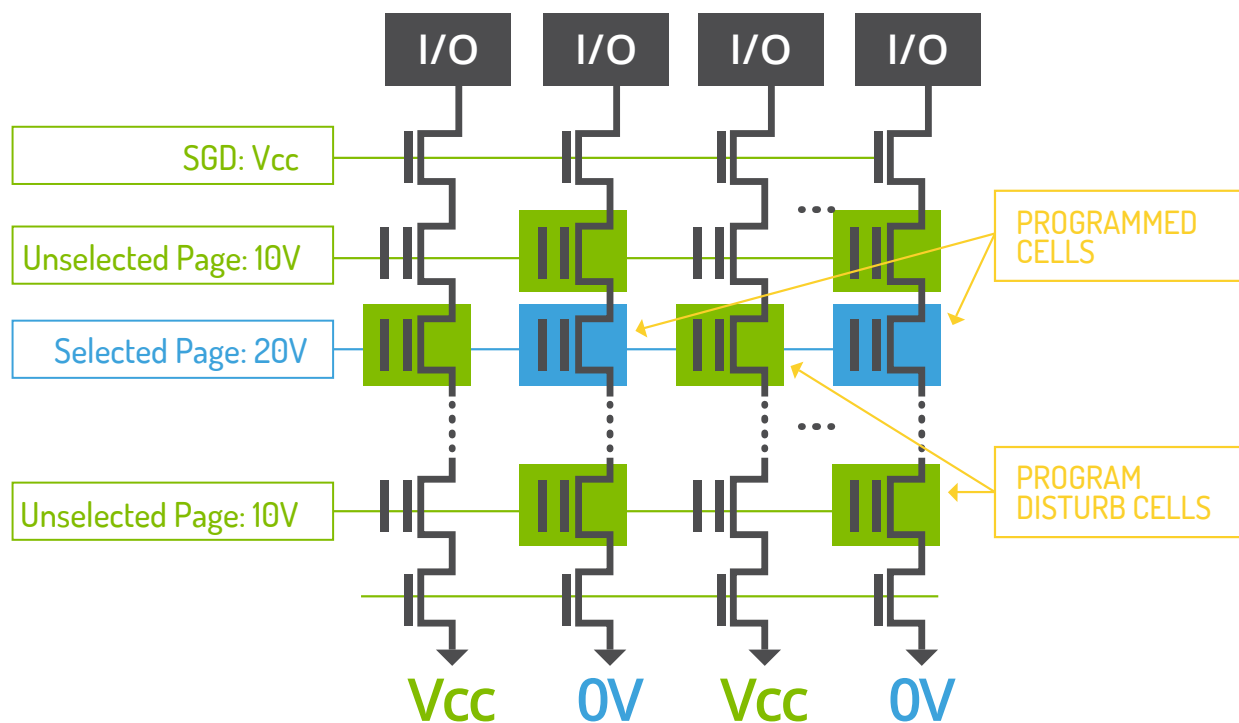 I/O I/O I/O I/O
SGD: Vcc
Unselected Page: 10V
PROGRAMMED
CELLS
Selected Page: 20V
Unselected Page: 10V
PROGRAM
DISTURB CELLS
Vcc 0V Vcc 0V